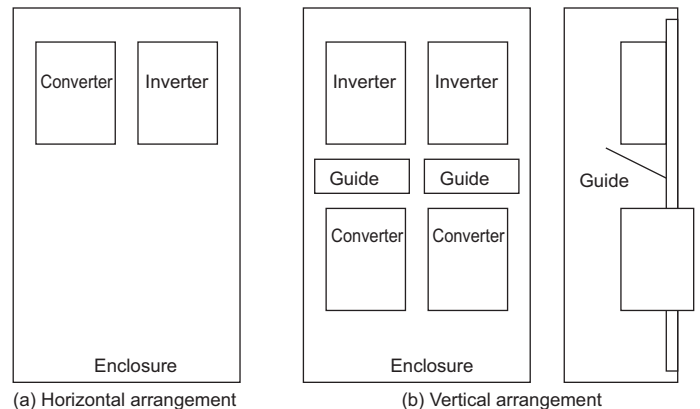 Converter
Inverter
Enclosure
(a) Horizontal arrangement
Inverter
Inverter
Guide
Guide
Converter
Converter
Enclosure
Guide
(b) Vertical arrangement